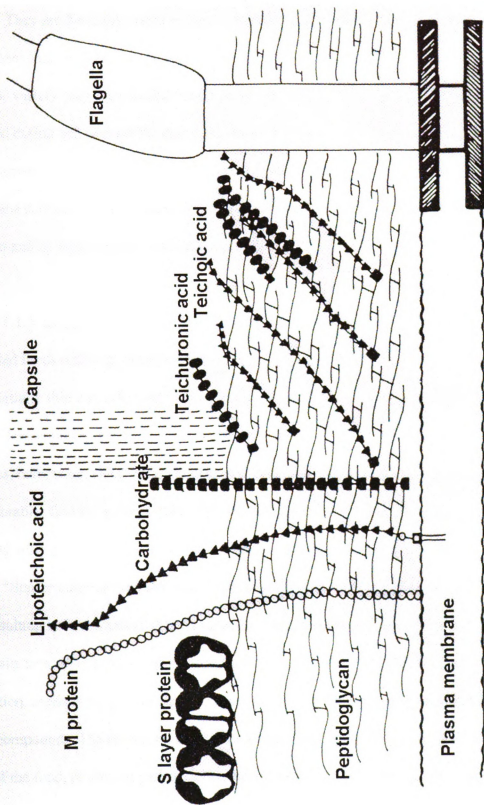 Lipoteichoic acid
Capsule
M protein
Flagella
Carbohydrate
S layer protein
Teichuronic acid
Teichoic acid
Peptidoglycan
Plasma membrane